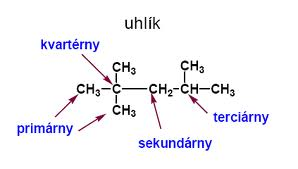 uhlík
kvartérny
CH₃ CH₃
CH₃–C–CH₂–CH–CH₃
CH₃
terciárny
primárny
sekundárny